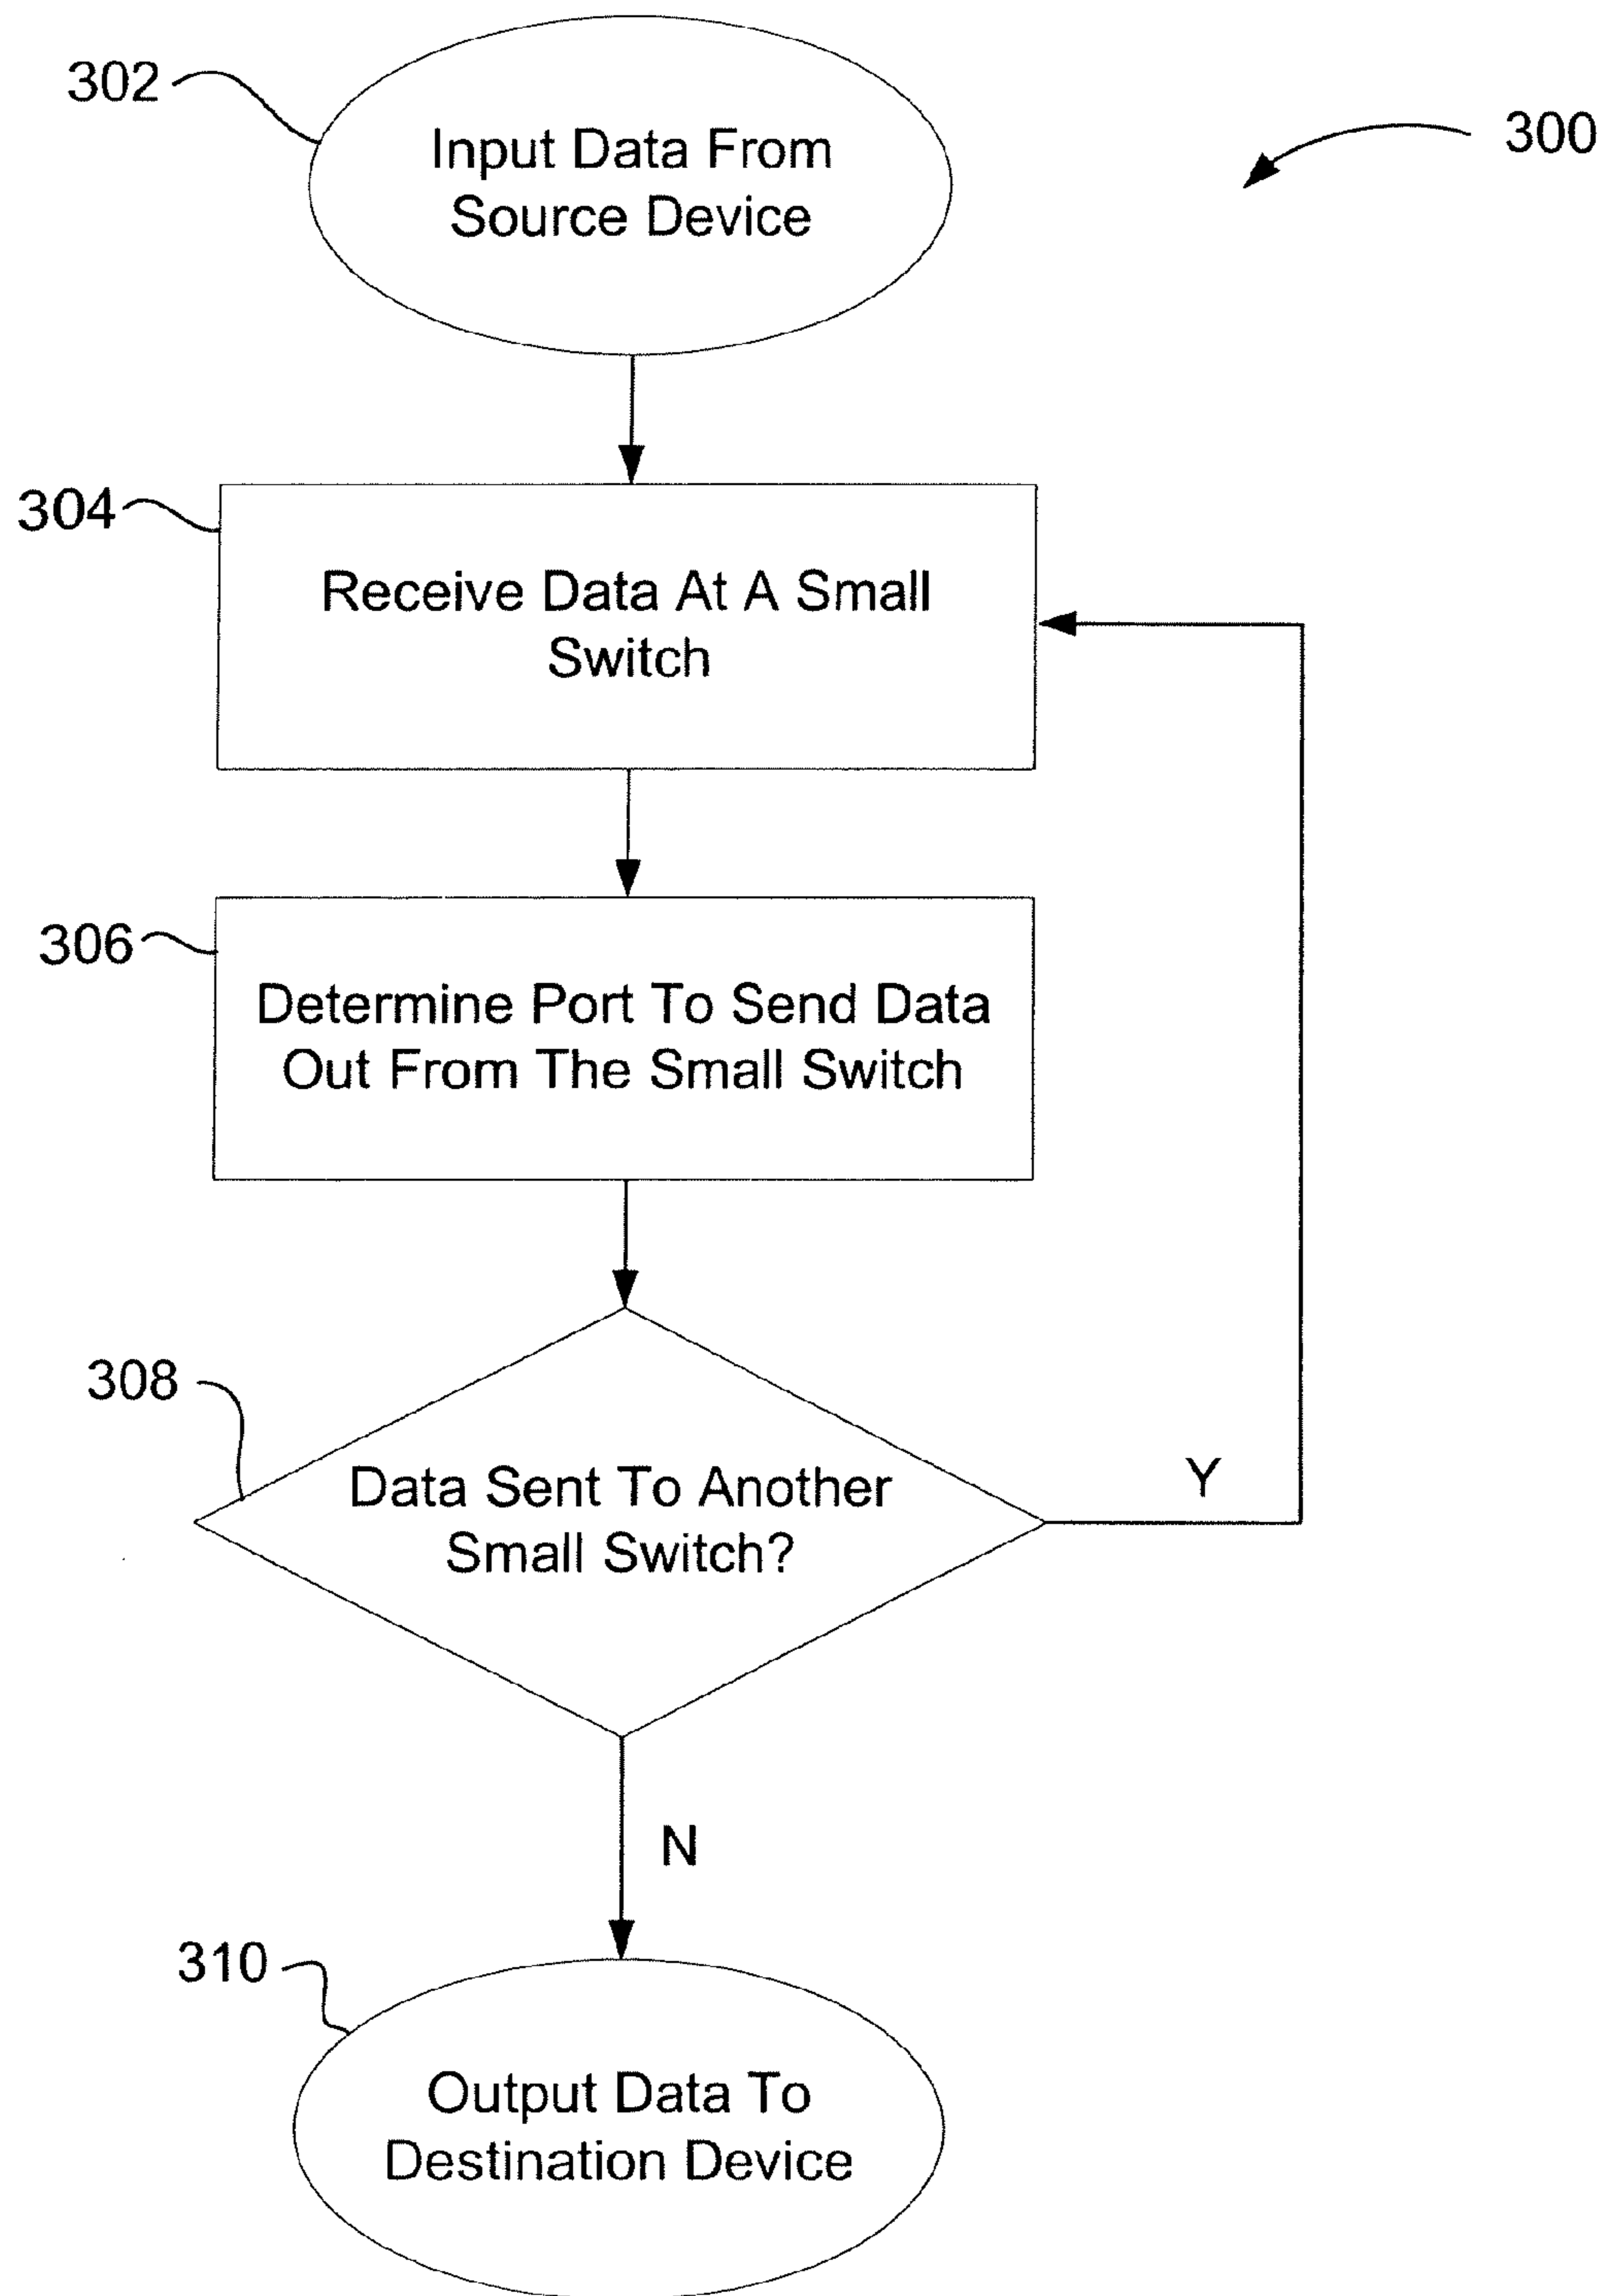 302
Input Data From
Source Device
300
304
Receive Data At A Small
Switch
306
Determine Port To Send Data
Out From The Small Switch
308
Data Sent To Another
Small Switch?
Y
N
310
Output Data To
Destination Device